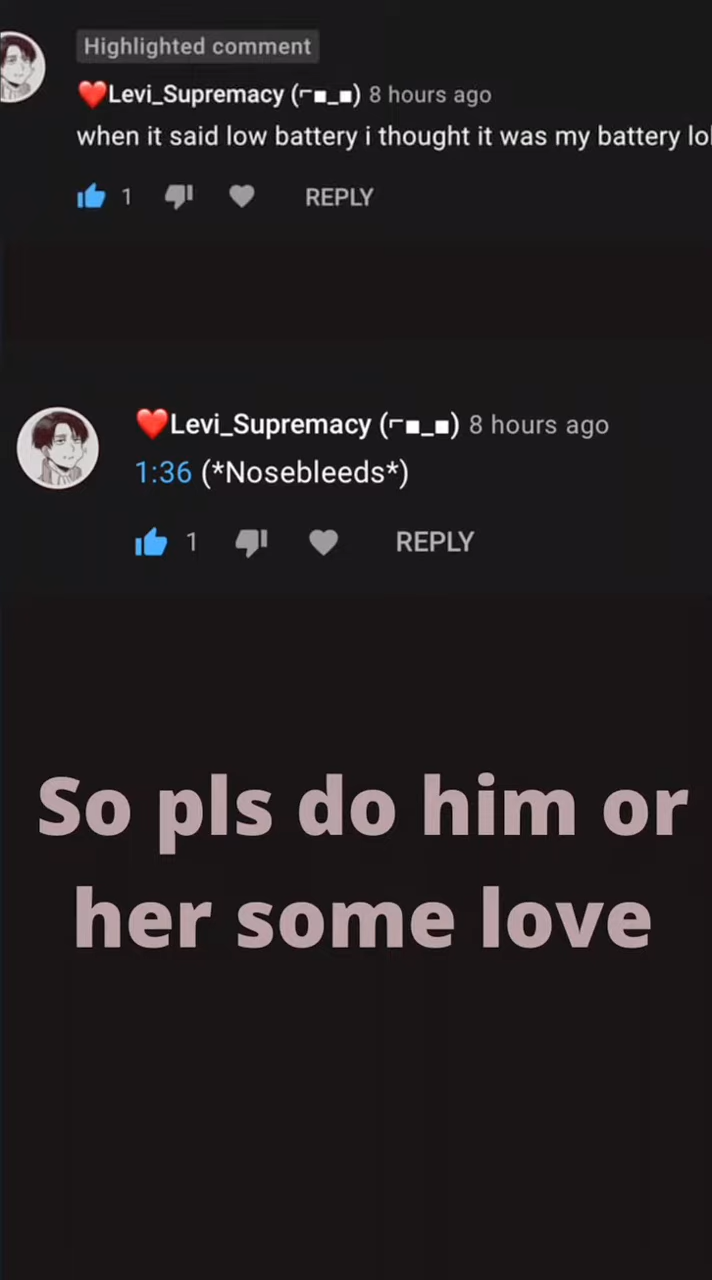 Highlighted comment
❤️Levi_Supremacy (⌐■_■) 8 hours ago
when it said low battery i thought it was my battery lol
1 REPLY
❤️Levi_Supremacy (⌐■_■) 8 hours ago
1:36 (*Nosebleeds*)
1 REPLY
So pls do him or
her some love